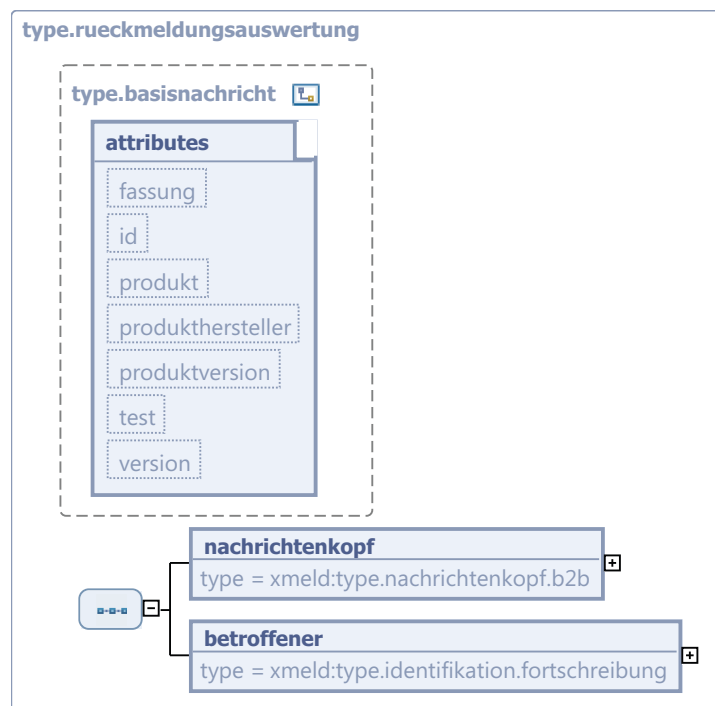 type.rueckmeldungsauswertung
type.basisnachricht
attributes
fassung
id
produkt
produkthersteller
produktversion
test
version
nachrichtenkopf
type = xmeld:type.nachrichtenkopf.b2b
betroffener
type = xmeld:type.identifikation.fortschreibung